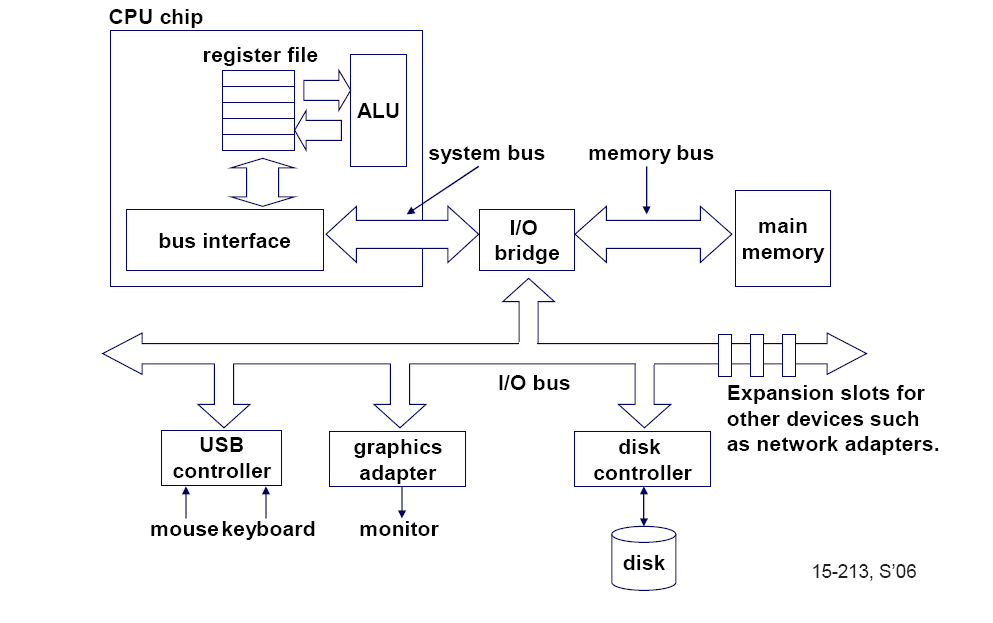 CPU chip
register file
ALU
system bus
memory bus
bus interface
I/O
bridge
main
memory
I/O bus
Expansion slots for
other devices such
as network adapters.
USB
controller
graphics
adapter
disk
controller
mouse keyboard
monitor
disk
15-213, S’06